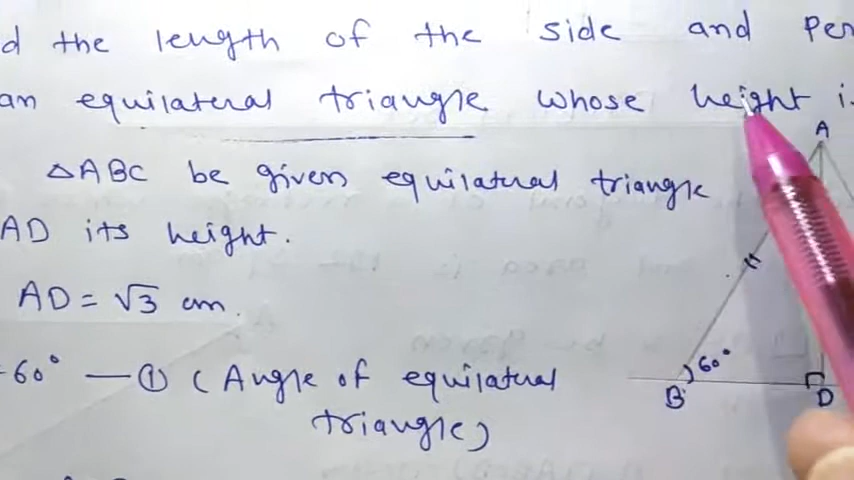 d the length of the side and per
an equilateral triangle whose height i
A
△ABC be given equilateral triangle
AD its height.
AD = √3 cm.
60° — ① (Angle of equilateral
triangle)
60°
B
D